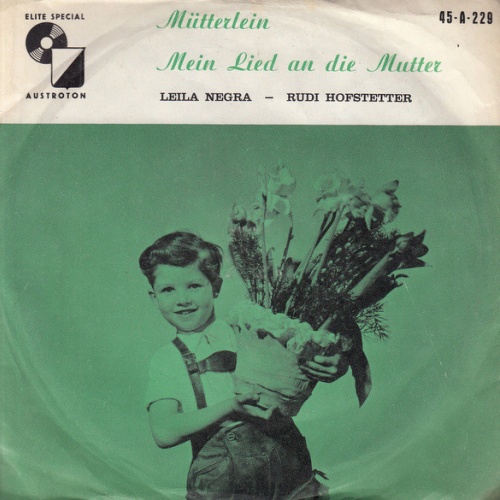 ELITE SPECIAL
AUSTROTON
45-A-229
Mütterlein
Mein Lied an die Mutter
LEILA NEGRA – RUDI HOFSTETTER